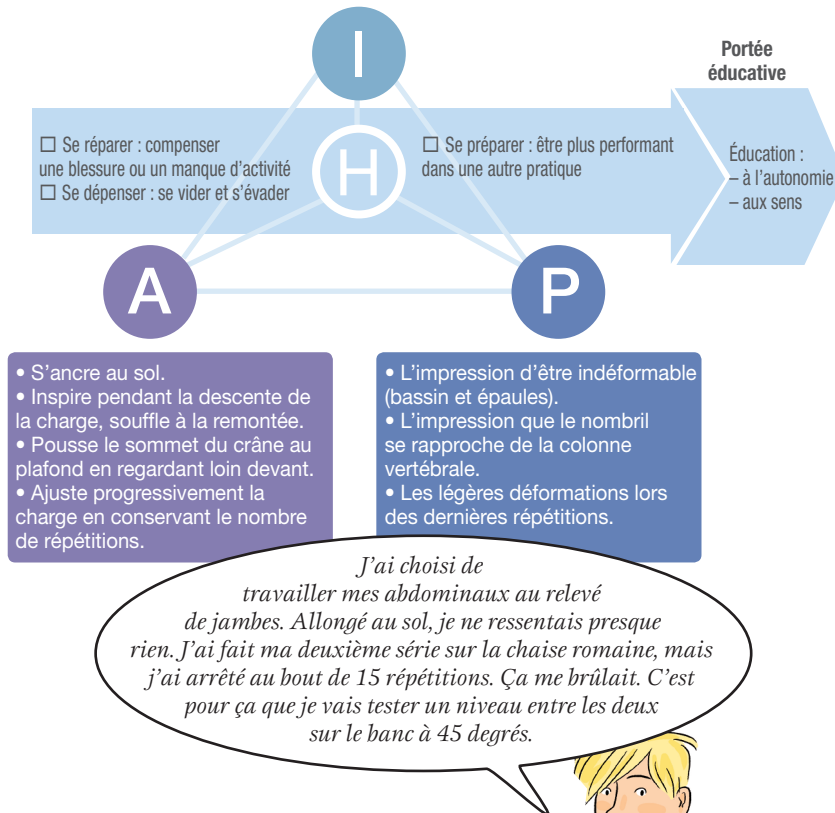 I
Portée
éducative
☐ Se réparer : compenser
une blessure ou un manque d'activité
☐ Se dépenser : se vider et s'évader
H
☐ Se préparer : être plus performant
dans une autre pratique
Éducation :
– à l'autonomie
– aux sens
A
P
• S'ancre au sol.
• Inspire pendant la descente de
la charge, souffle à la remontée.
• Pousse le sommet du crâne au
plafond en regardant loin devant.
• Ajuste progressivement la
charge en conservant le nombre
de répétitions.
• L'impression d'être indéformable
(bassin et épaules).
• L'impression que le nombril
se rapproche de la colonne
vertébrale.
• Les légères déformations lors
des dernières répétitions.
J'ai choisi de
travailler mes abdominaux au relevé
de jambes. Allongé au sol, je ne ressentais presque
rien. J'ai fait ma deuxième série sur la chaise romaine, mais
j'ai arrêté au bout de 15 répétitions. Ça me brûlait. C'est
pour ça que je vais tester un niveau entre les deux
sur le banc à 45 degrés.